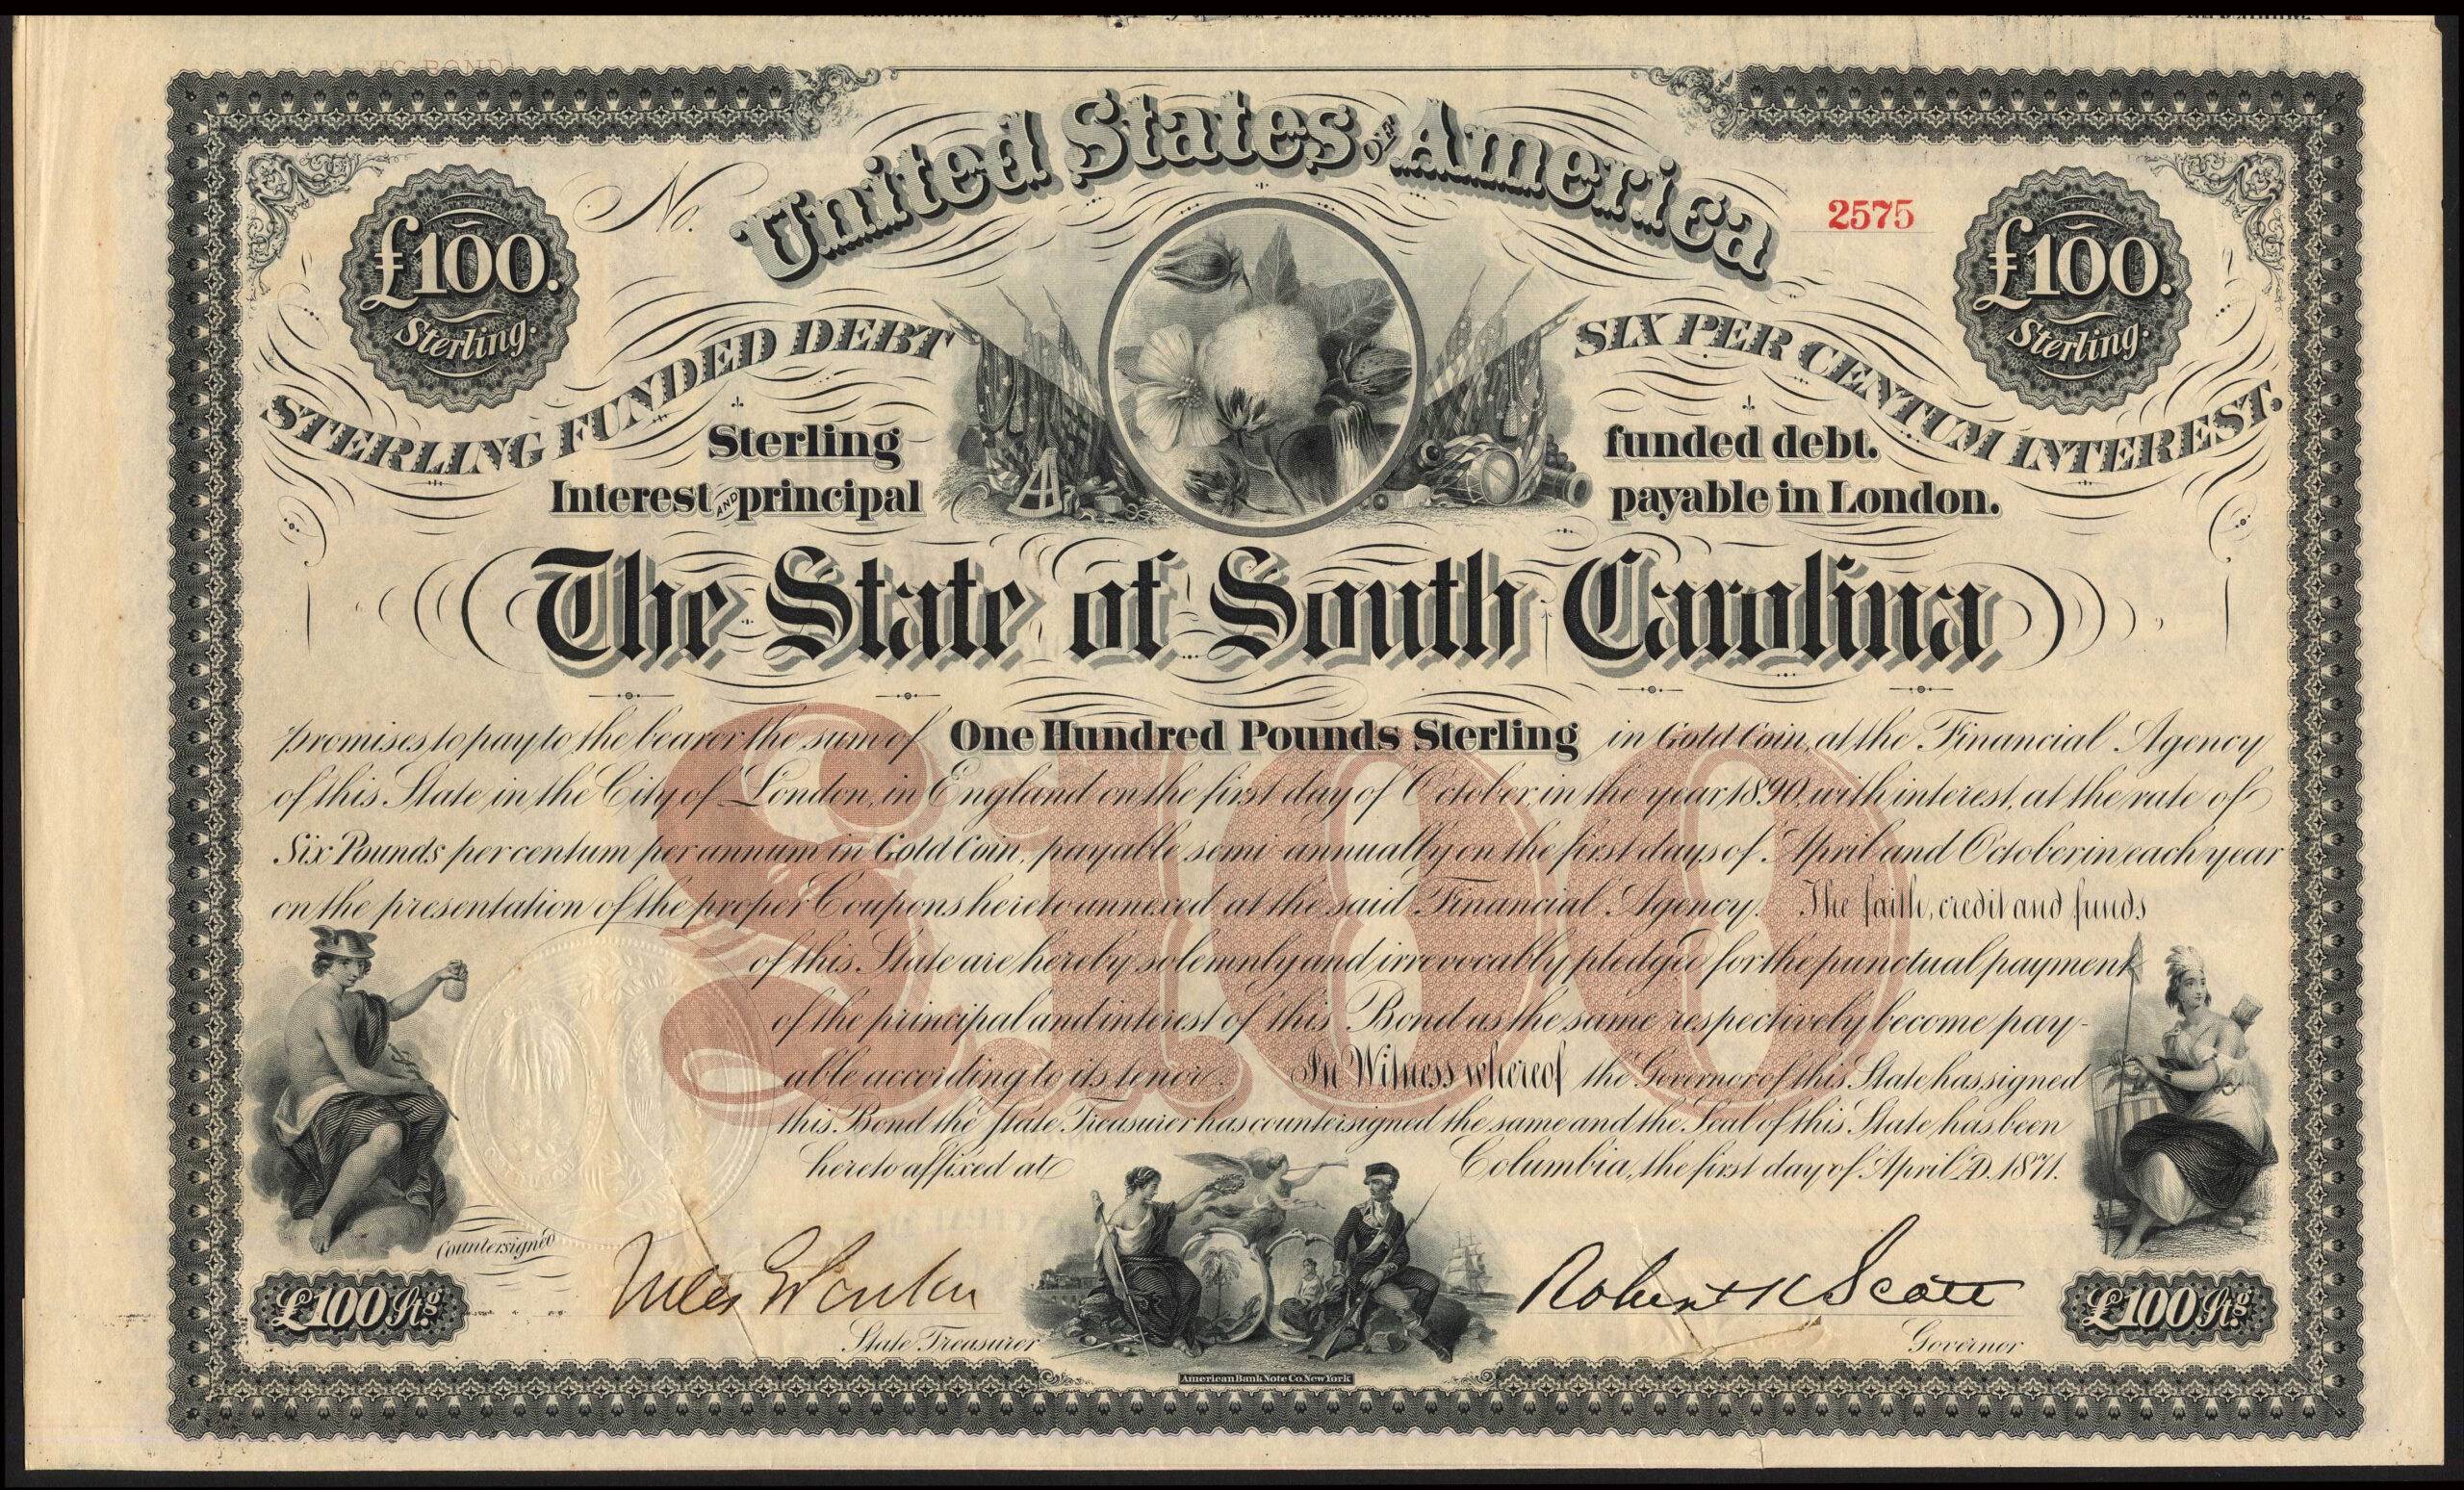 United States OF America
No. 2575
£100. Sterling.
£100. Sterling.
STERLING FUNDED DEBT SIX PER CENTUM INTEREST.
Sterling funded debt.
Interest AND principal payable in London.
The State of South Carolina
promises to pay to the bearer the sum of One Hundred Pounds Sterling in Gold Coin, at the Financial Agency
of this State in the City of London, in England on the first day of October, in the year 1890, with interest, at the rate of
Six Pounds per centum per annum in Gold Coin, payable semi-annually on the first days of April and October in each year
on the presentation of the proper Coupons hereto annexed at the said Financial Agency. The faith, credit and funds
of this State are hereby solemnly and irrevocably pledged for the punctual payment
of the principal and interest of this Bond as the same respectively become pay-
able according to its tenor. In Witness whereof the Governor of this State has signed
this Bond the State Treasurer has countersigned the same and the Seal of this State has been
hereto affixed at Columbia, the first day of April A.D. 1871.
$100
Countersigned
Niles G Parker
Robert K Scott
State Treasurer
Governor
£100 Stg.
£100 Stg.
American Bank Note Co. New York